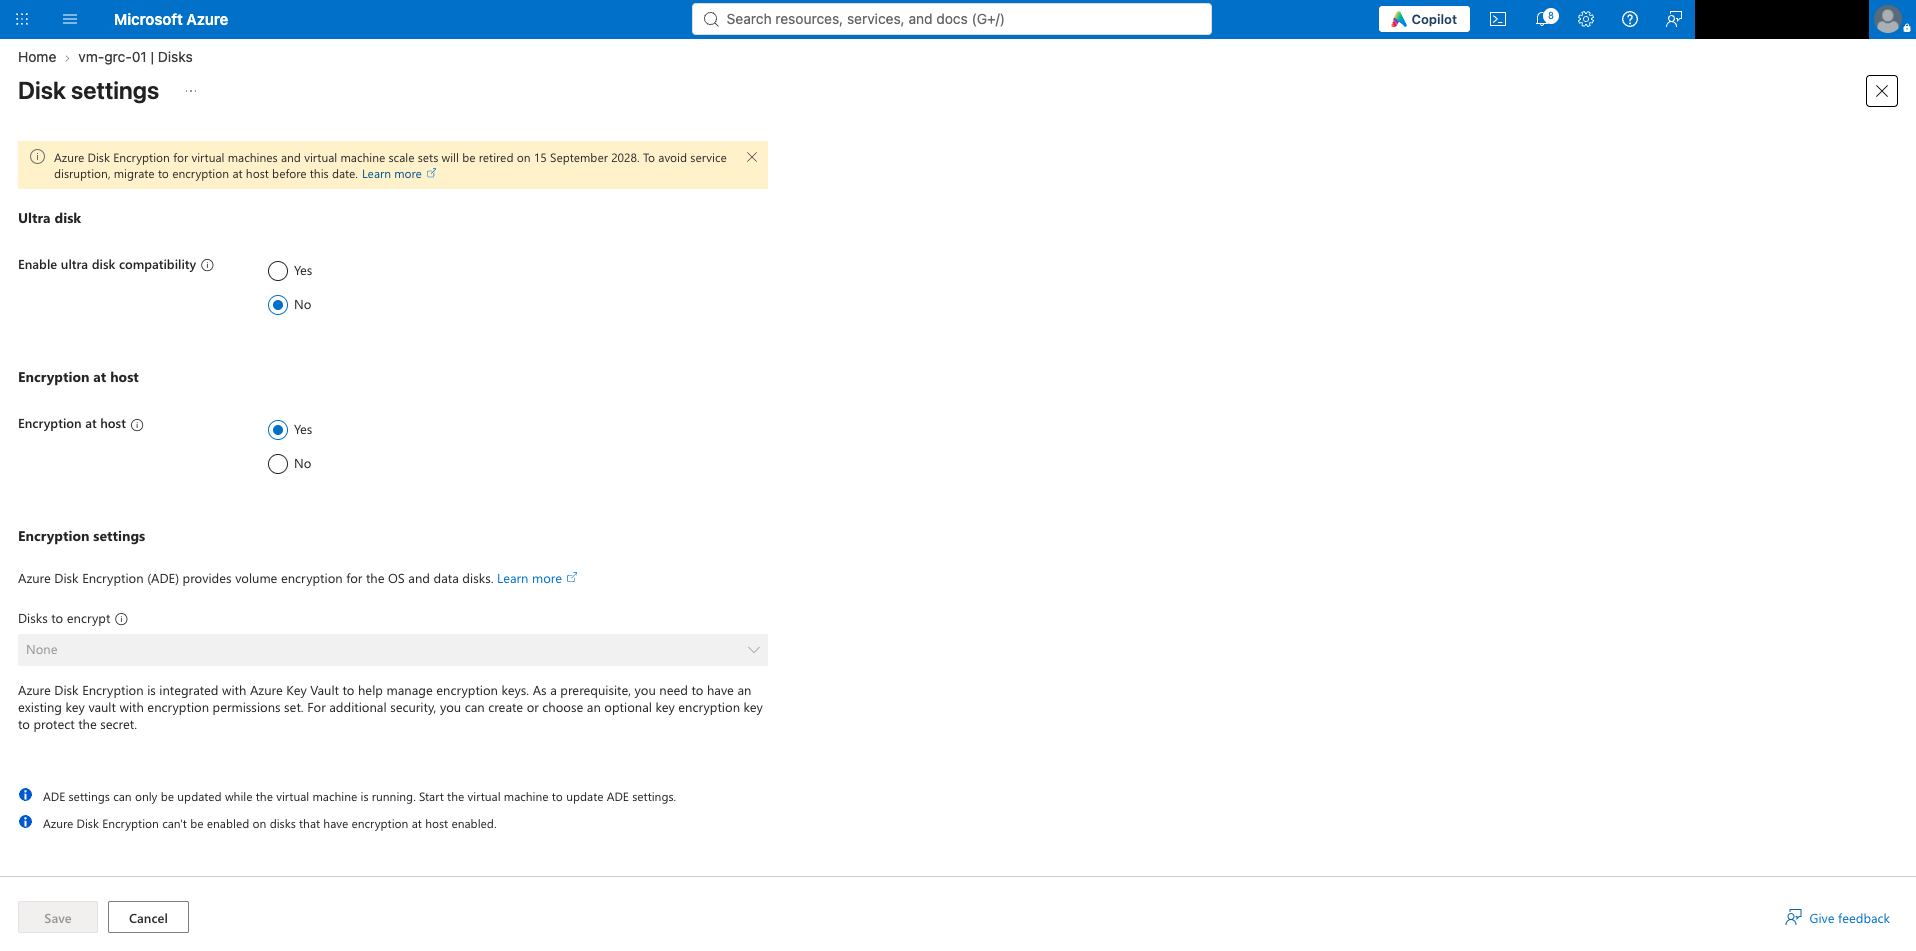 Microsoft Azure
Search resources, services, and docs (G+/)
Copilot
8
Home > vm-grc-01 | Disks
Disk settings ...
Azure Disk Encryption for virtual machines and virtual machine scale sets will be retired on 15 September 2028. To avoid service
disruption, migrate to encryption at host before this date. Learn more
Ultra disk
Enable ultra disk compatibility
Yes
No
Encryption at host
Encryption at host
Yes
No
Encryption settings
Azure Disk Encryption (ADE) provides volume encryption for the OS and data disks. Learn more
Disks to encrypt
None
Azure Disk Encryption is integrated with Azure Key Vault to help manage encryption keys. As a prerequisite, you need to have an
existing key vault with encryption permissions set. For additional security, you can create or choose an optional key encryption key
to protect the secret.
ADE settings can only be updated while the virtual machine is running. Start the virtual machine to update ADE settings.
Azure Disk Encryption can't be enabled on disks that have encryption at host enabled.
Save
Cancel
Give feedback